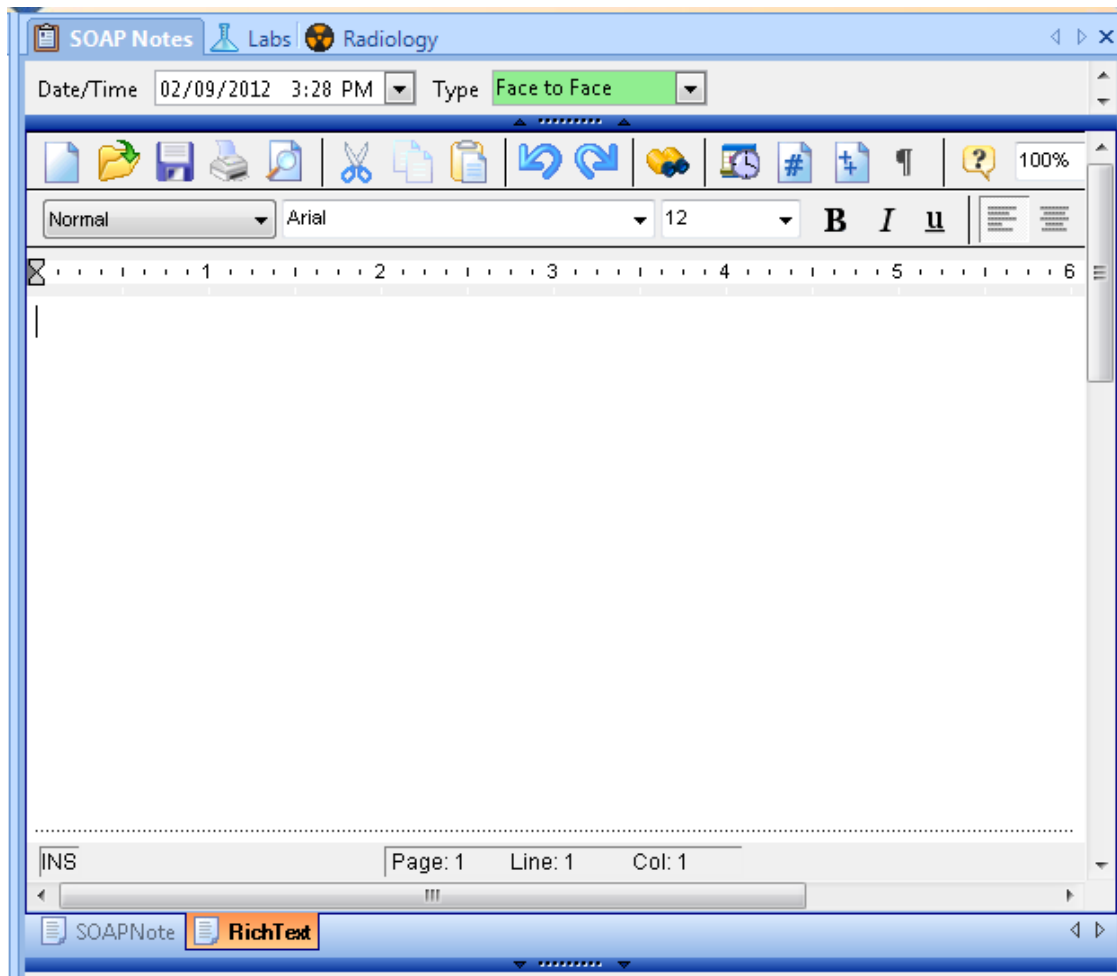 SOAP Notes Labs Radiology
Date/Time 02/09/2012 3:28 PM Type Face to Face
# ¶ ? 100%
Normal Arial 12 B I u
1 2 3 4 5 6
INS Page: 1 Line: 1 Col: 1
SOAPNote RichText